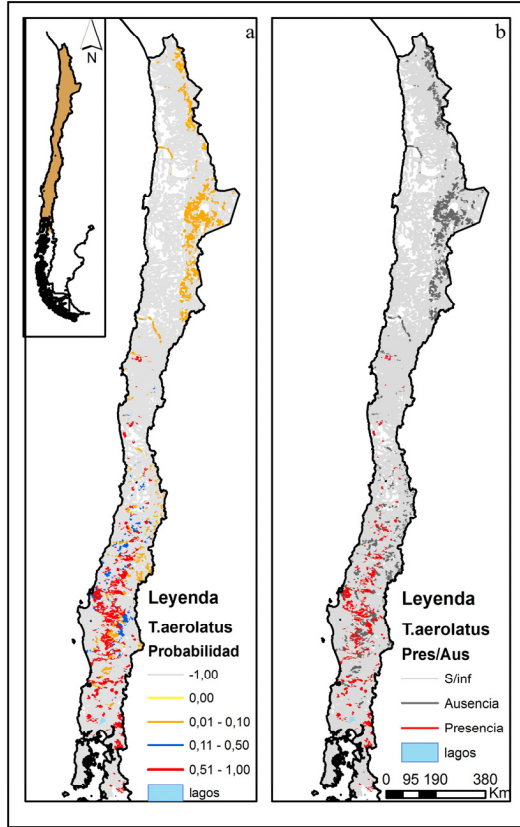 N
a
Leyenda
T.aerolatus
Probabilidad
-1,00
0,00
0,01 - 0,10
0,11 - 0,50
0,51 - 1,00
lagos
b
Leyenda
T.aerolatus
Pres/Aus
S/inf
Ausencia
Presencia
lagos
0 95 190 380
Km